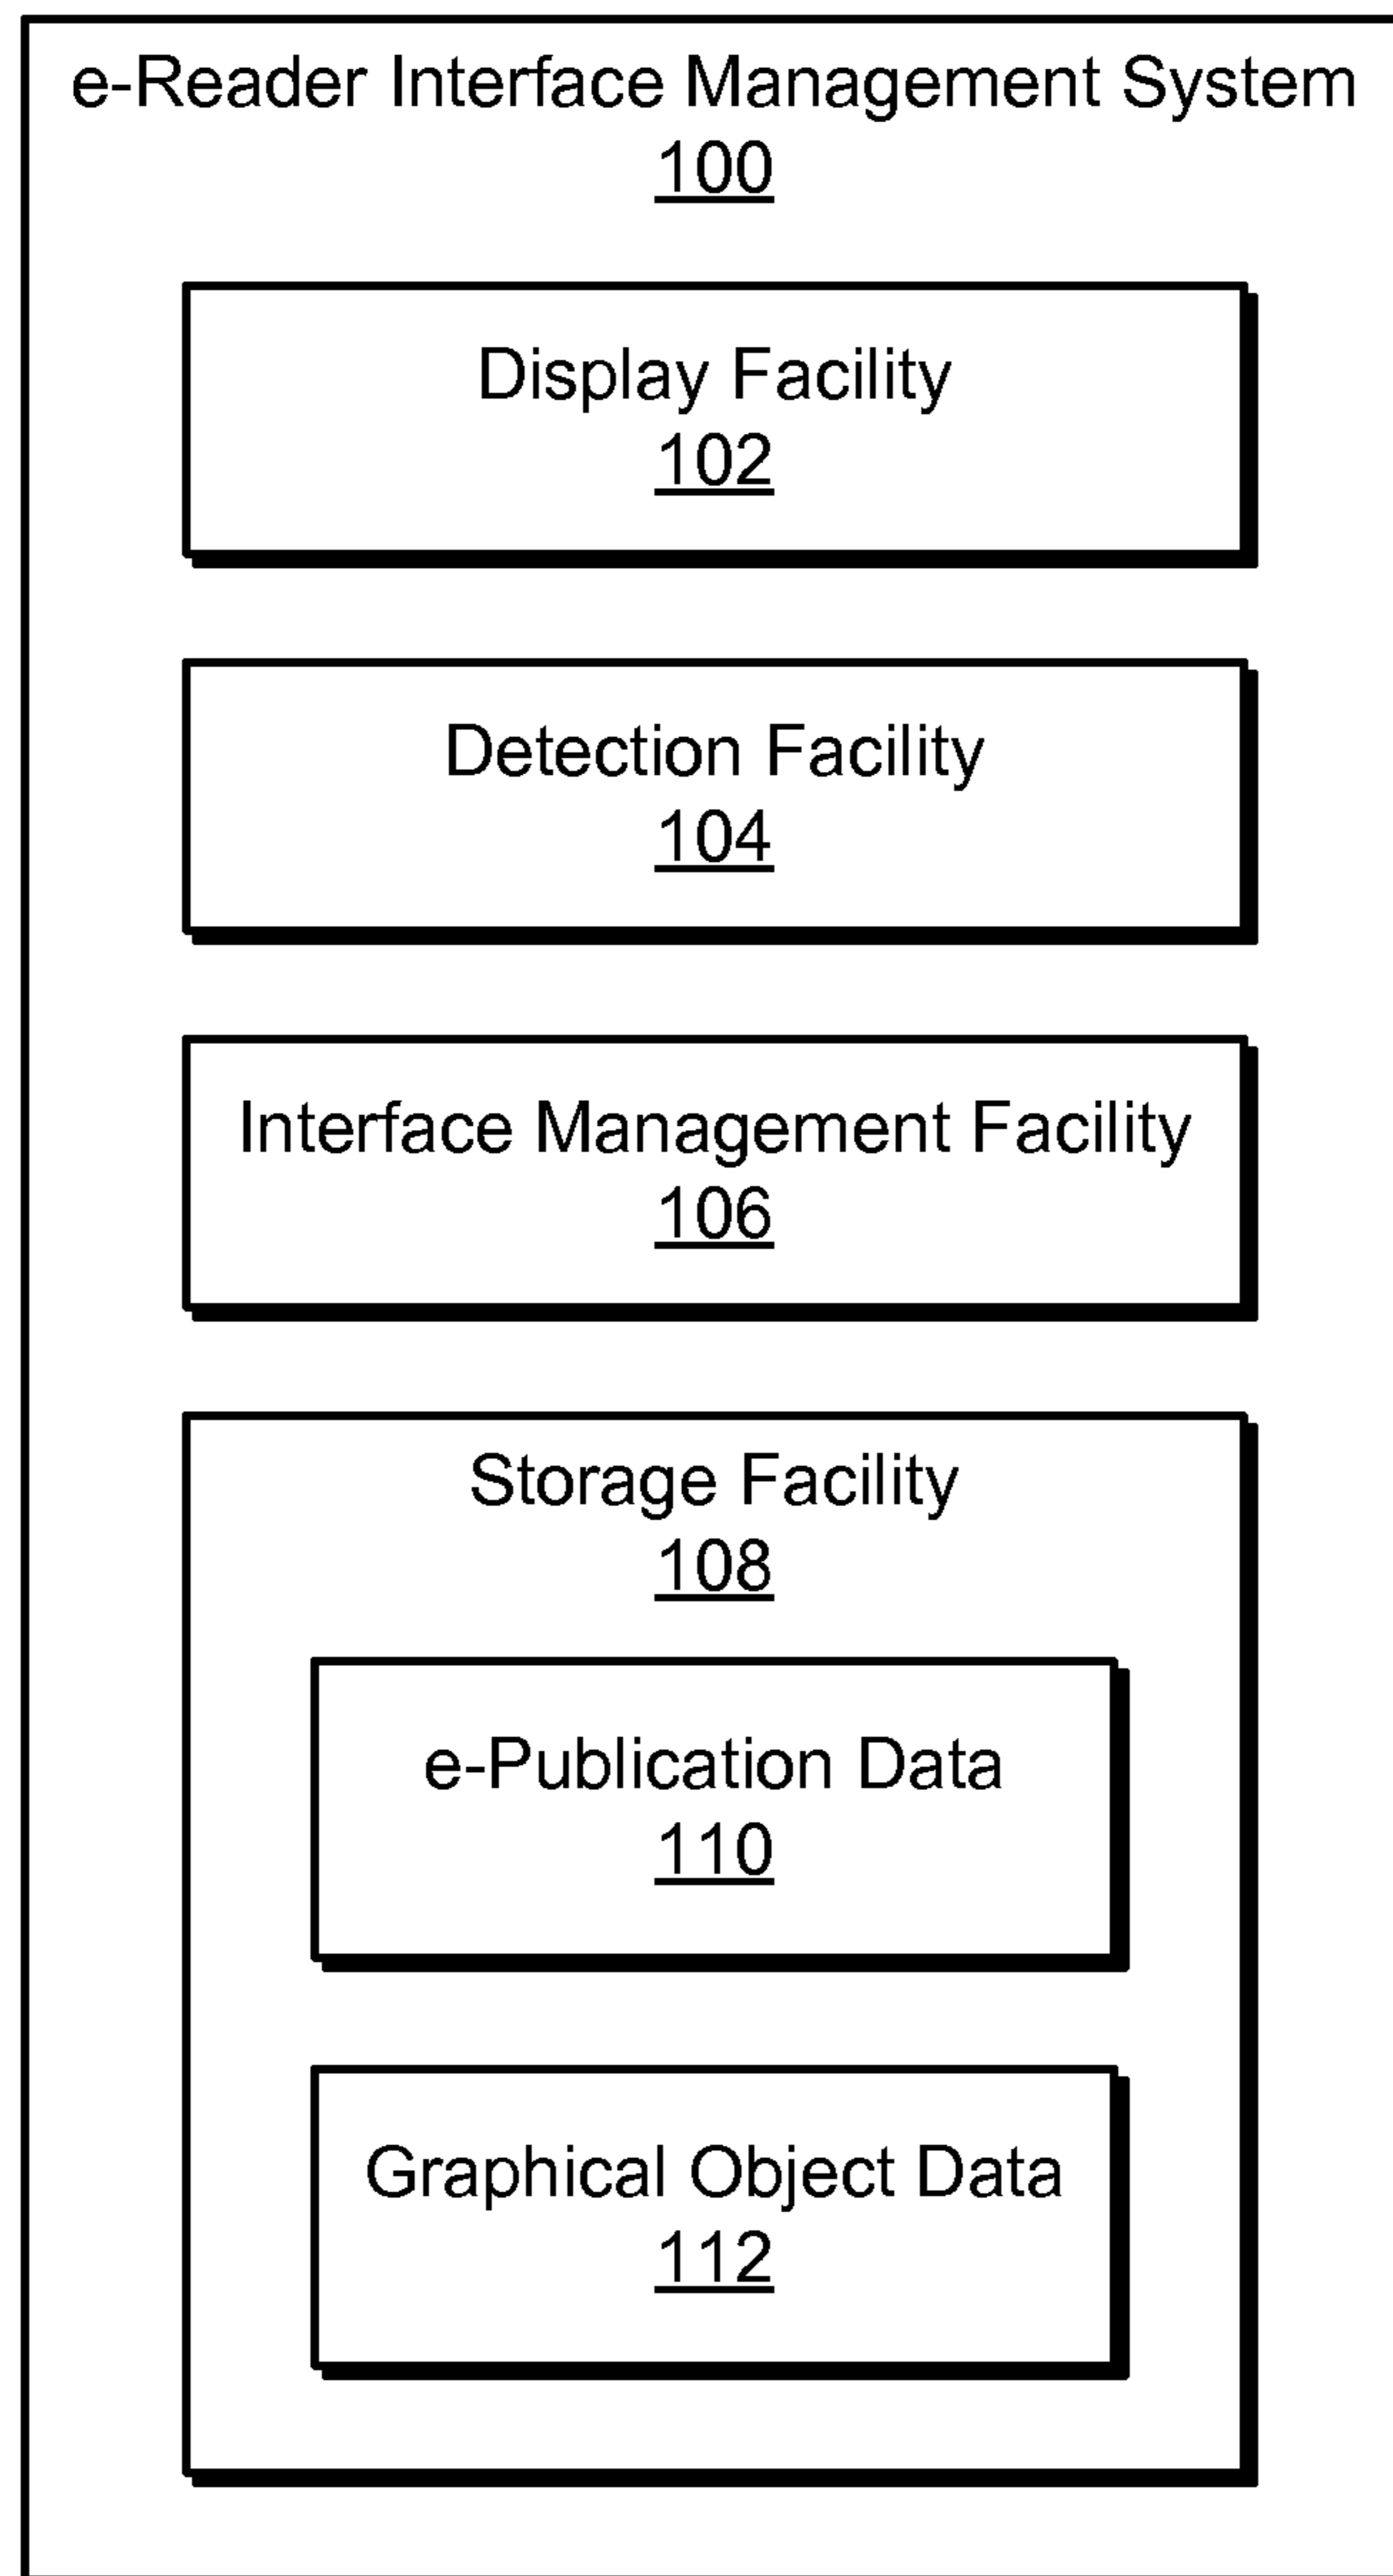 e-Reader Interface Management System
100
Display Facility
102
Detection Facility
104
Interface Management Facility
106
Storage Facility
108
e-Publication Data
110
Graphical Object Data
112